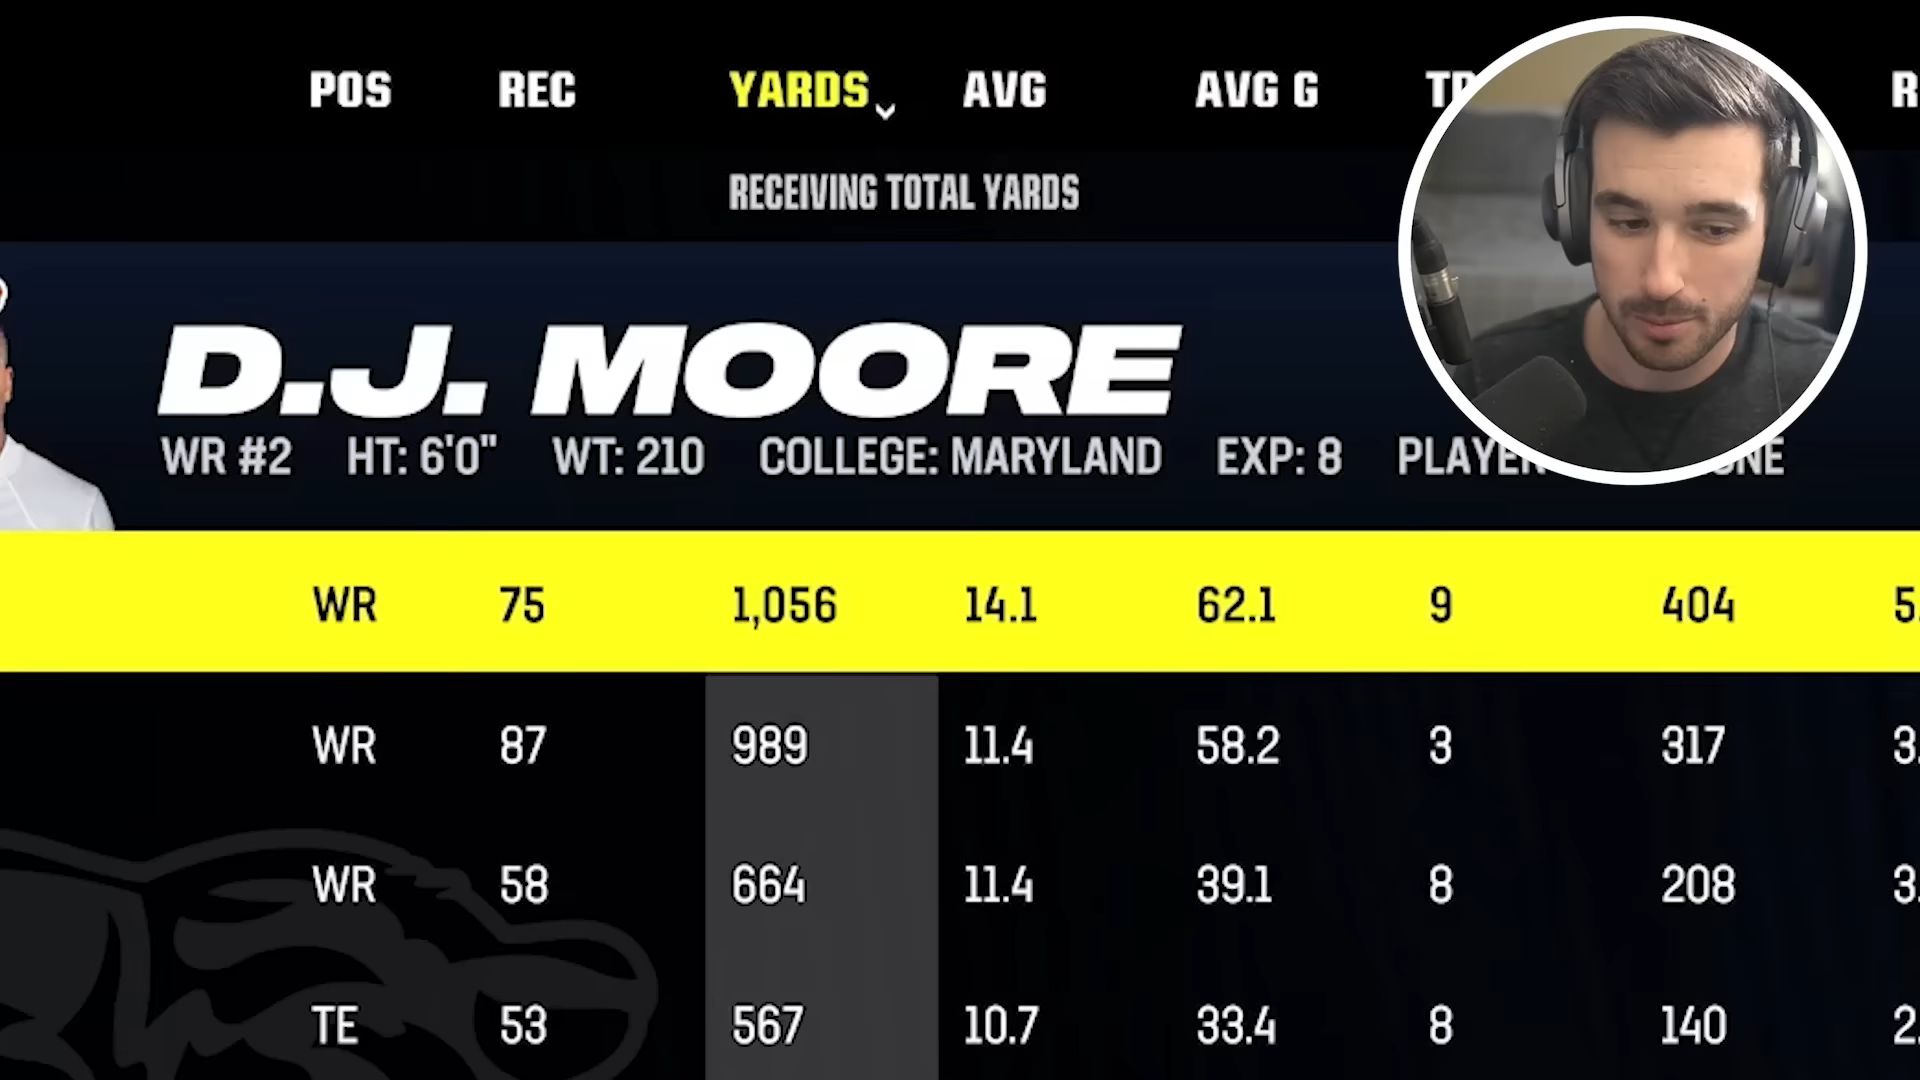 POS REC YARDS AVG AVG G
RECEIVING TOTAL YARDS
D.J. MOORE
WR #2 HT: 6'0" WT: 210 COLLEGE: MARYLAND EXP: 8
WR 75 1,056 14.1 62.1 9 404
WR 87 989 11.4 58.2 3 317
WR 58 664 11.4 39.1 8 208
TE 53 567 10.7 33.4 8 140